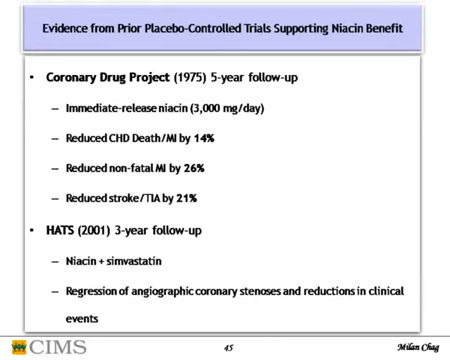 Evidence from Prior Placebo-Controlled Trials Supporting Niacin Benefit
• Coronary Drug Project (1975) 5-year follow-up
– Immediate-release niacin (3,000 mg/day)
– Reduced CHD Death/MI by 14%
– Reduced non-fatal MI by 26%
– Reduced stroke/TIA by 21%
• HATS (2001) 3-year follow-up
– Niacin + simvastatin
– Regression of angiographic coronary stenoses and reductions in clinical
events
CIMS 45 Milan Chag